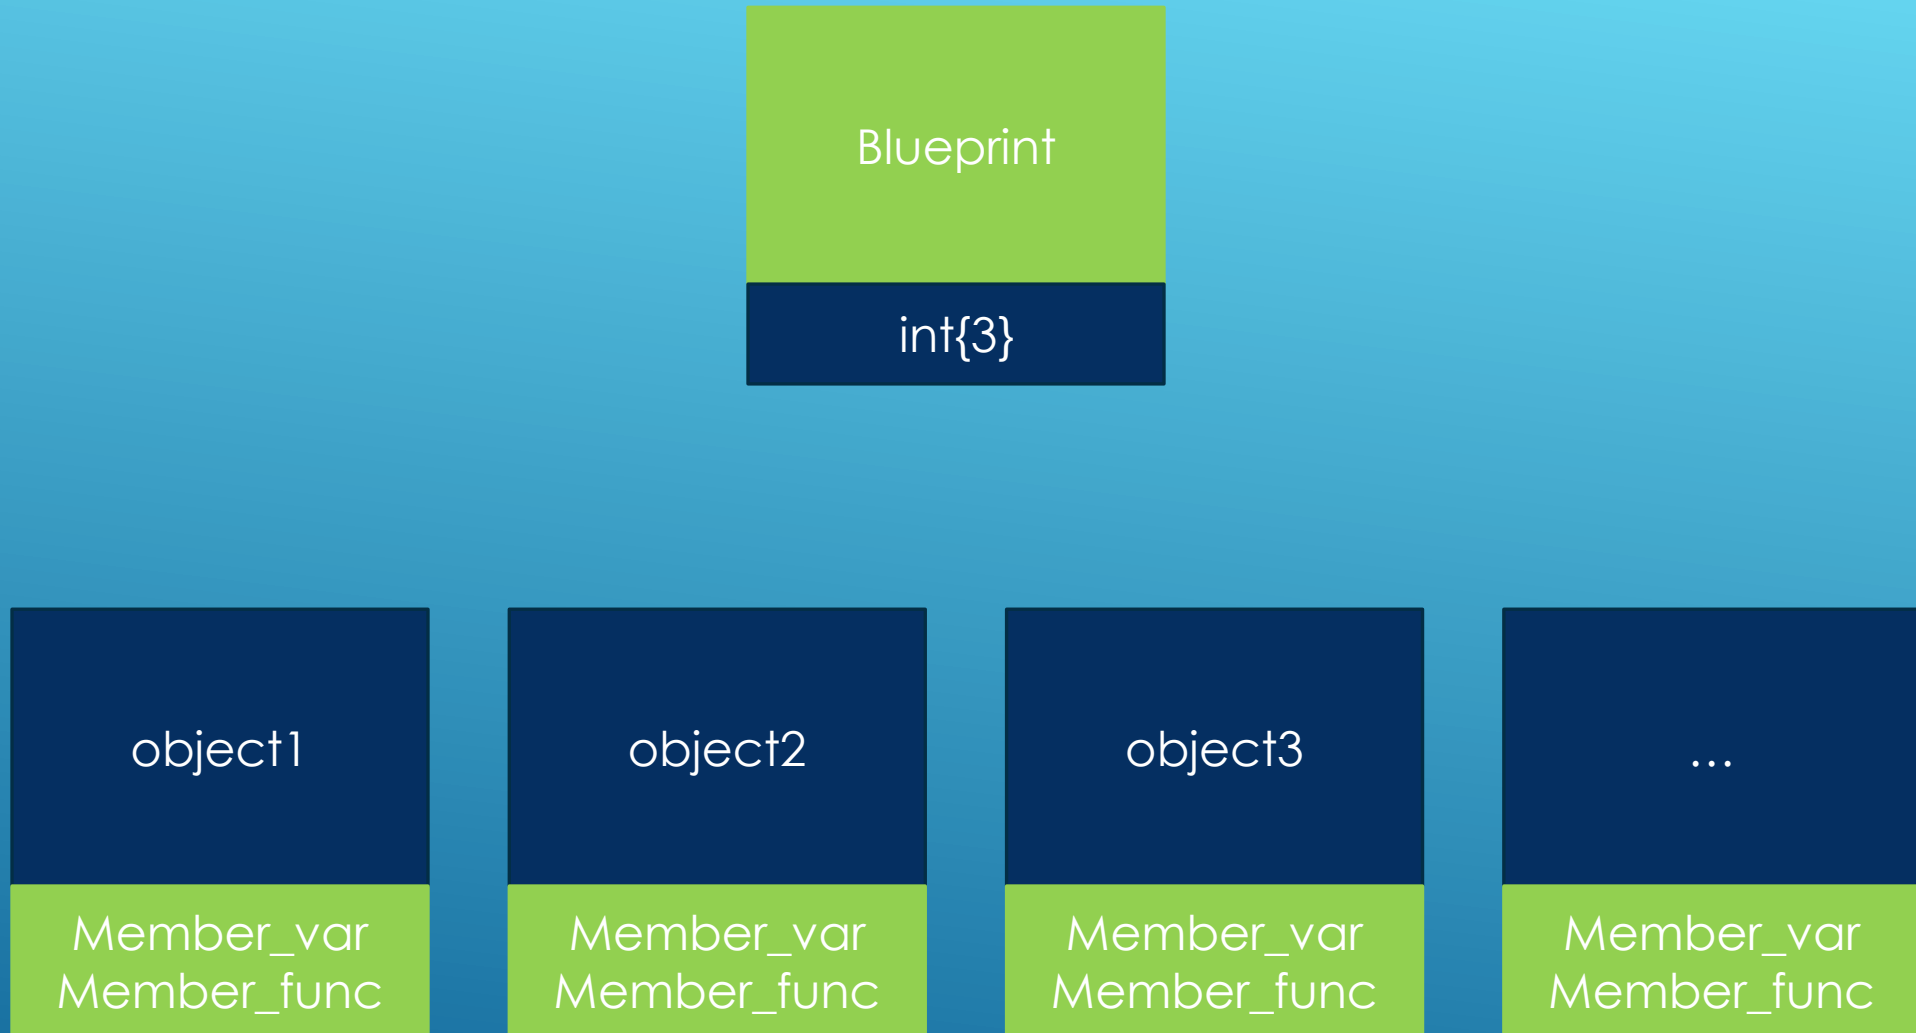 Blueprint
int{3}
object1
object2
object3
...
Member_var
Member_func
Member_var
Member_func
Member_var
Member_func
Member_var
Member_func